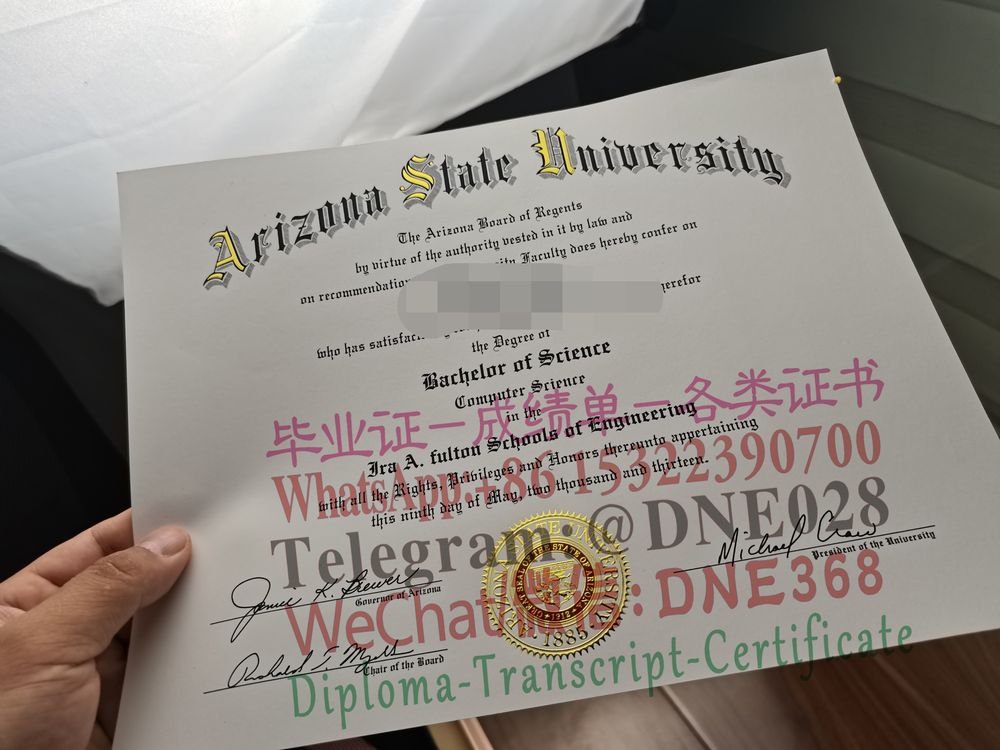 Arizona State University
The Arizona Board of Regents
by virtue of the authority vested in it by law and
on recommendation Faculty does hereby confer on
who has satisfac
the Degree of
Bachelor of Science
Computer Science
in the
Ira A. fulton Schools of Engineering
with all the Rights, Privileges and Honors thereunto appertaining
this ninth day of May, two thousand and thirteen.
毕业证-成绩单-各类证书
WhatsApp:+86 15322390700
Telegram: @DNE028
WeChat : DNE368
Diploma-Transcript-Certificate
Michael Crow
President of the University
Governor of Arizona
Chair of the Board
1912
1885